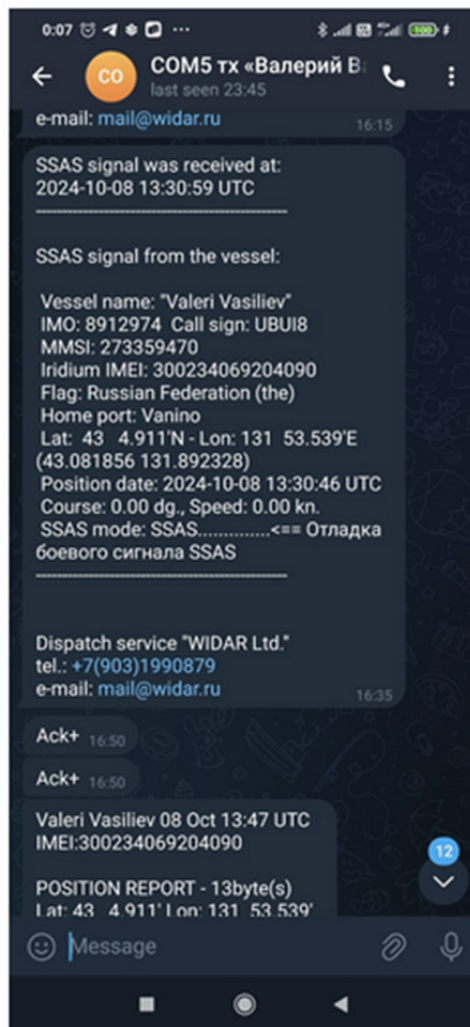 0:07
100
CO
COM5 тх «Валерий В
last seen 23:45
e-mail: mail@widar.ru
16:15
SSAS signal was received at:
2024-10-08 13:30:59 UTC
SSAS signal from the vessel:
Vessel name: "Valeri Vasiliev"
IMO: 8912974 Call sign: UBUI8
MMSI: 273359470
Iridium IMEI: 300234069204090
Flag: Russian Federation (the)
Home port: Vanino
Lat: 43 4.911'N - Lon: 131 53.539'E
(43.081856 131.892328)
Position date: 2024-10-08 13:30:46 UTC
Course: 0.00 dg., Speed: 0.00 kn.
SSAS mode: SSAS..............<== Отладка
боевого сигнала SSAS
Dispatch service "WIDAR Ltd."
tel.: +7(903)1990879
e-mail: mail@widar.ru
16:35
Ack+ 16:50
Ack+ 16:50
Valeri Vasiliev 08 Oct 13:47 UTC
IMEI:300234069204090
POSITION REPORT - 13byte(s)
Lat: 43 4.911' Lon: 131 53.539'
12
Message